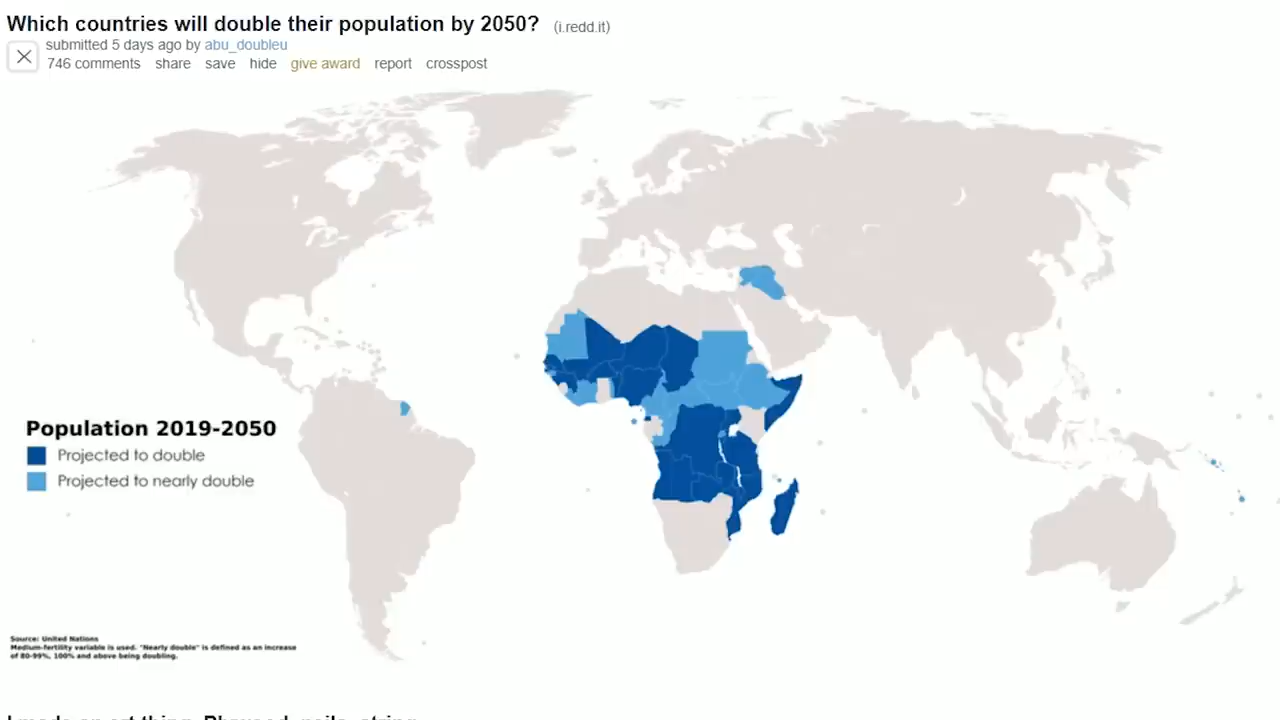 Which countries will double their population by 2050? (i.redd.it)
submitted 5 days ago by abu_doubleu
746 comments share save hide give award report crosspost
Population 2019-2050
Projected to double
Projected to nearly double
Source: United Nations
Medium-fertility variable is used. "Nearly double" is defined as an increase
of 80-99%, 100% and above being doubling.